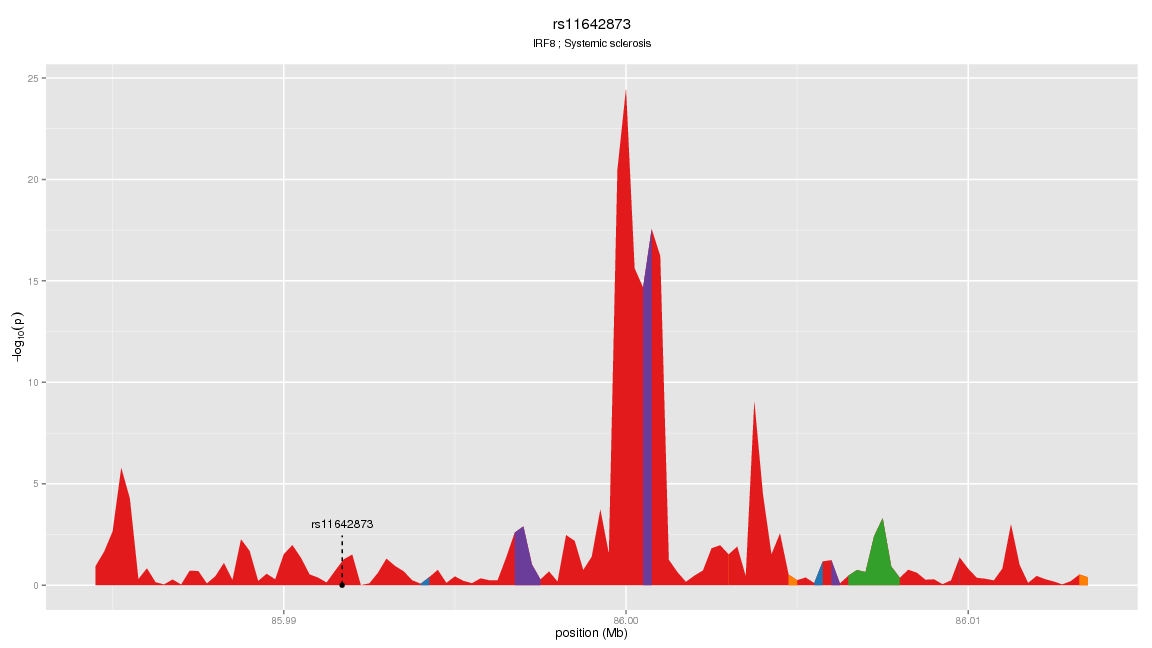 rs11642873
IRF8 ; Systemic sclerosis
25
20
15
10
5
0
−log10(p)
rs11642873
85.99
86.00
86.01
position (Mb)